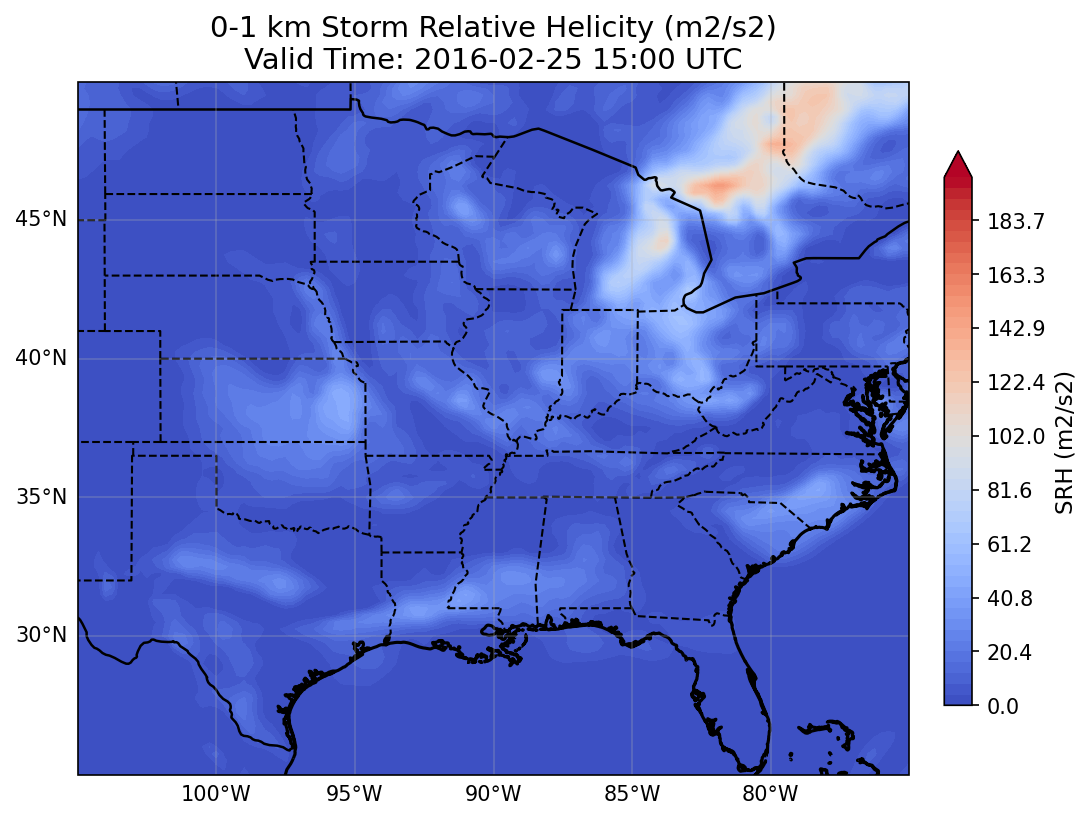 0-1 km Storm Relative Helicity (m2/s2)
Valid Time: 2016-02-25 15:00 UTC
45°N
40°N
35°N
30°N
100°W
95°W
90°W
85°W
80°W
183.7
163.3
142.9
122.4
102.0
81.6
61.2
40.8
20.4
0.0
SRH (m2/s2)